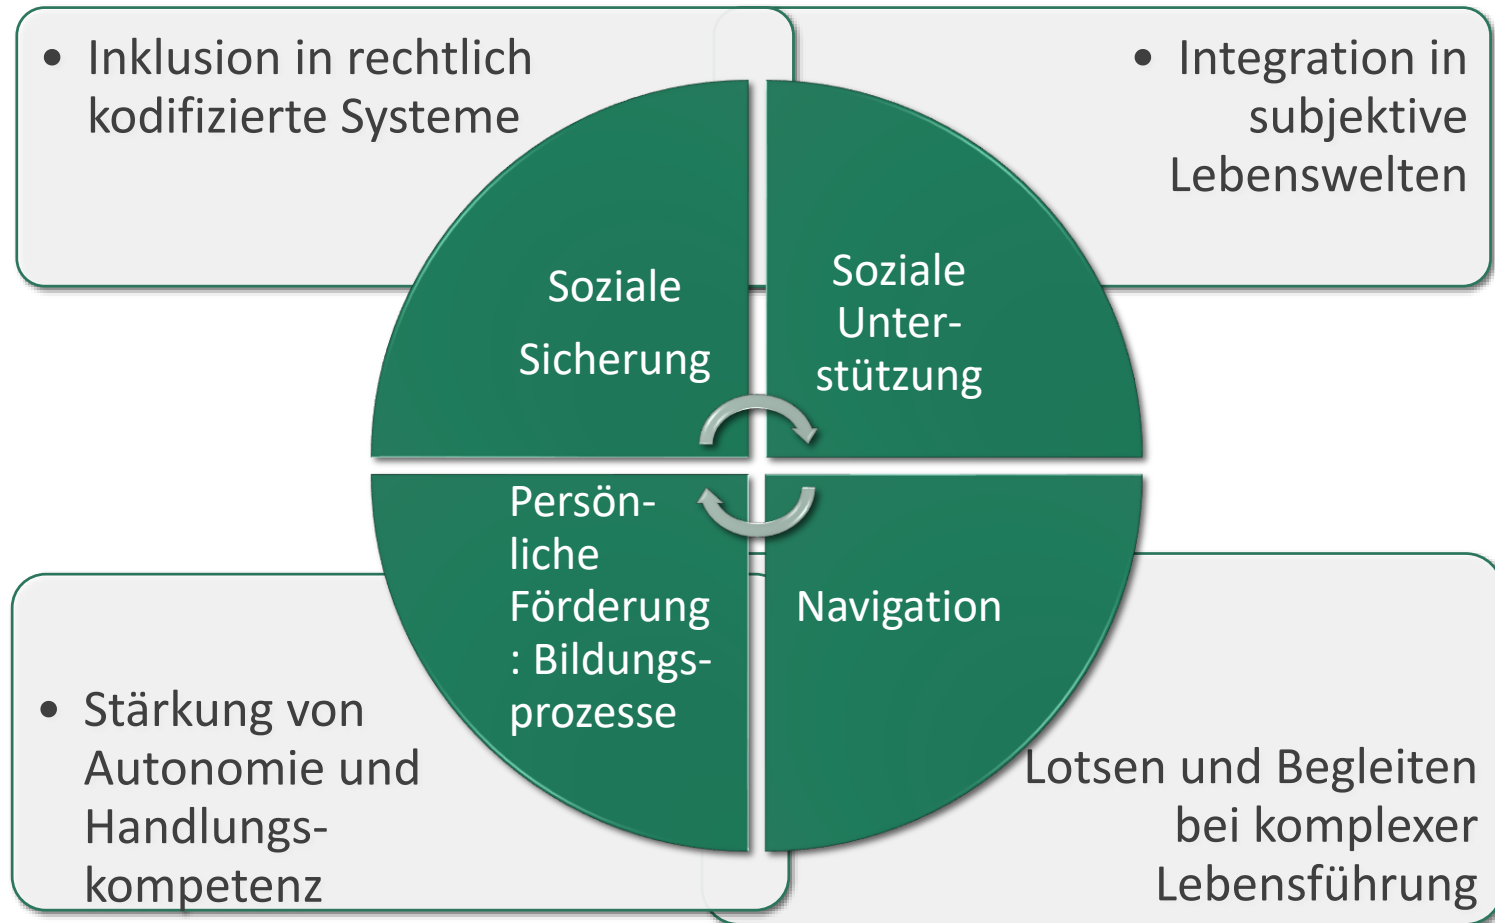 • Inklusion in rechtlich
kodifizierte Systeme
• Integration in
subjektive
Lebenswelten
Soziale
Sicherung
Soziale
Unter-
stützung
Persön-
liche
Förderung
: Bildungs-
prozesse
Navigation
• Stärkung von
Autonomie und
Handlungs-
kompetenz
Lotsen und Begleiten
bei komplexer
Lebensführung